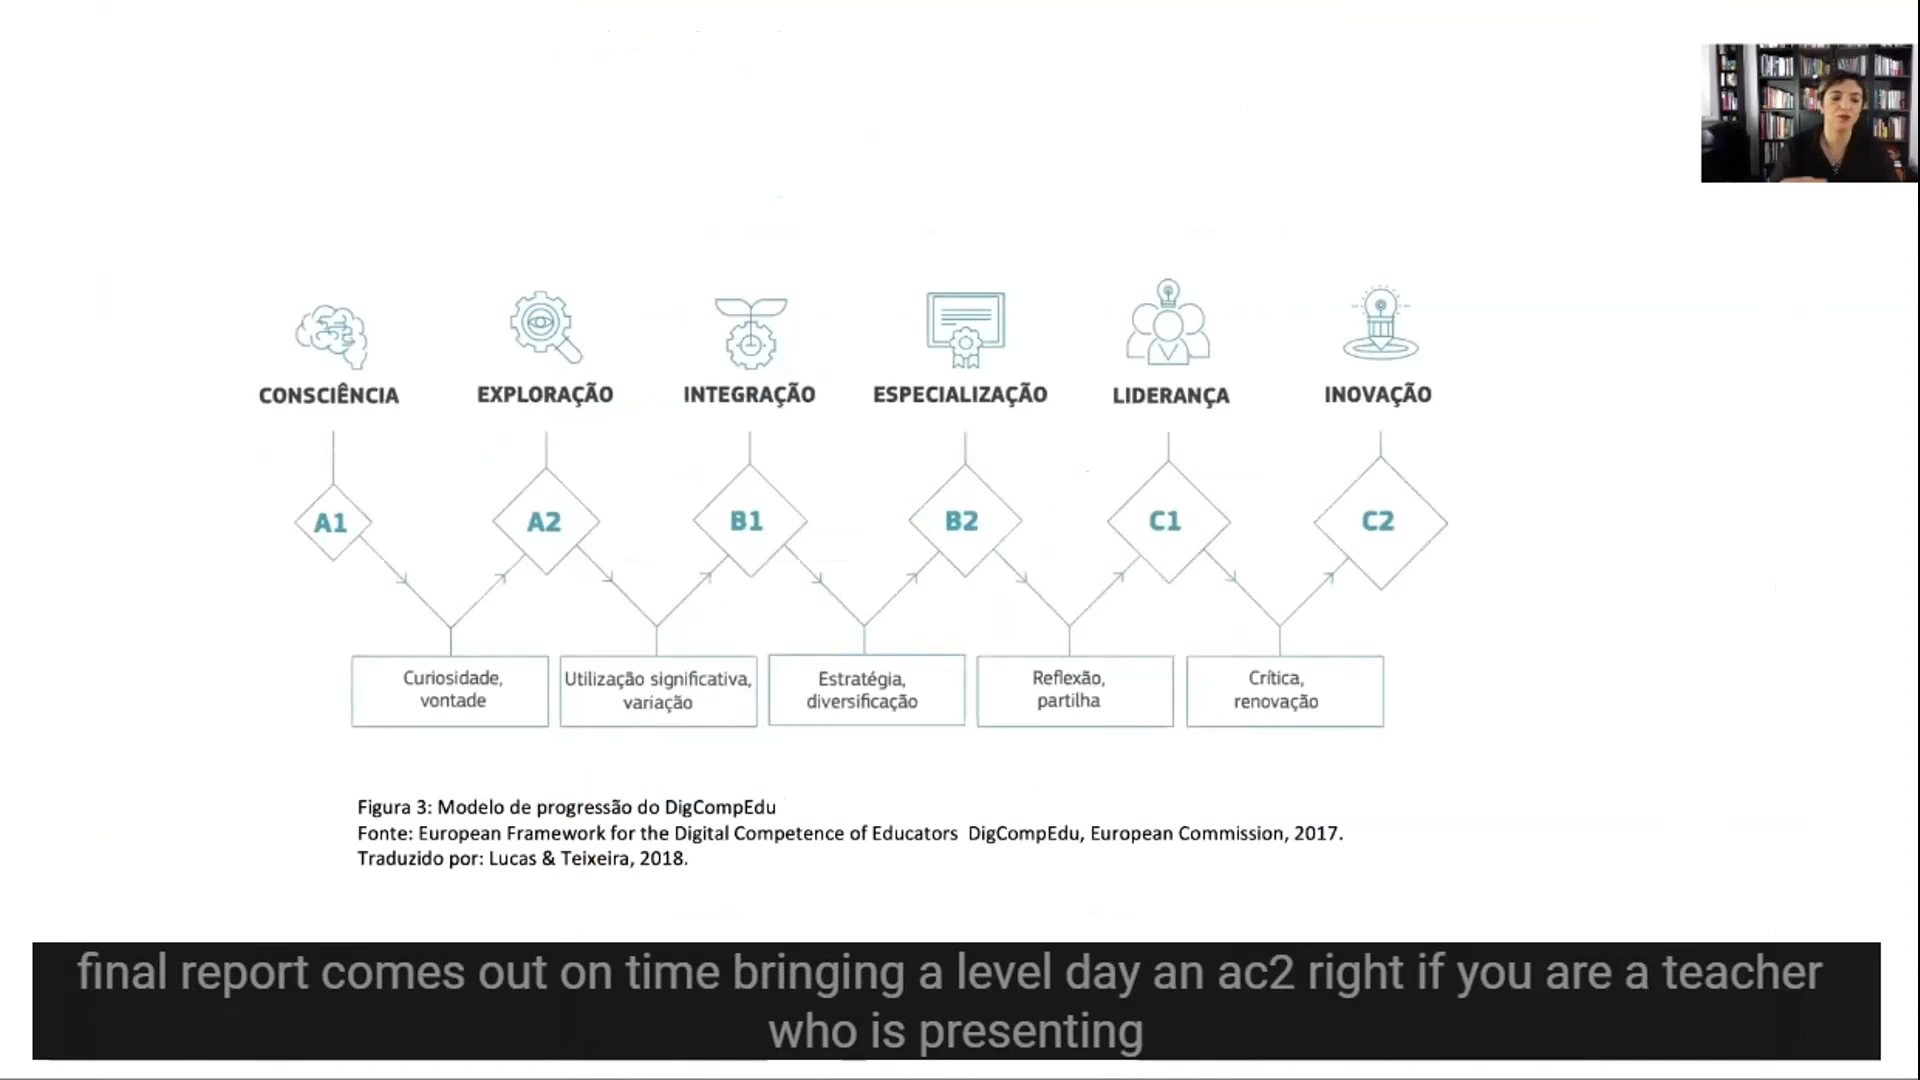 CONSCIÊNCIA
EXPLORAÇÃO
INTEGRAÇÃO
ESPECIALIZAÇÃO
LIDERANÇA
INOVAÇÃO
A1
A2
B1
B2
C1
C2
Curiosidade,
vontade
Utilização significativa,
variação
Estratégia,
diversificação
Reflexão,
partilha
Crítica,
renovação
Figura 3: Modelo de progressão do DigCompEdu
Fonte: European Framework for the Digital Competence of Educators DigCompEdu, European Commission, 2017.
Traduzido por: Lucas & Teixeira, 2018.
final report comes out on time bringing a level day an ac2 right if you are a teacher
who is presenting